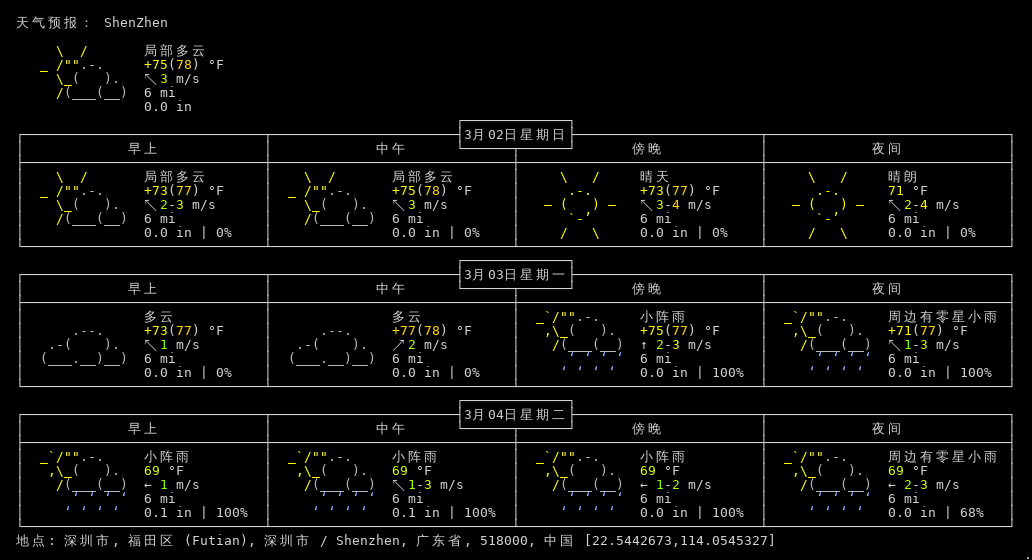 天气预报： ShenZhen
局部多云
+75(78) °F
↖ 3 m/s
6 mi
0.0 in
3月02日星期日
早上 中午 傍晚 夜间
局部多云 局部多云 晴天 晴朗
+73(77) °F +75(78) °F +73(77) °F 71 °F
↖ 2-3 m/s ↖ 3 m/s ↖ 3-4 m/s ↖ 2-4 m/s
6 mi 6 mi 6 mi 6 mi
0.0 in | 0% 0.0 in | 0% 0.0 in | 0% 0.0 in | 0%
3月03日星期一
早上 中午 傍晚 夜间
多云 多云 小阵雨 周边有零星小雨
+73(77) °F +77(78) °F +75(77) °F +71(77) °F
↖ 1 m/s ↗ 2 m/s ↑ 2-3 m/s ↖ 1-3 m/s
6 mi 6 mi 6 mi 6 mi
0.0 in | 0% 0.0 in | 0% 0.0 in | 100% 0.0 in | 100%
3月04日星期二
早上 中午 傍晚 夜间
小阵雨 小阵雨 小阵雨 周边有零星小雨
69 °F 69 °F 69 °F 69 °F
← 1 m/s ↖ 1-3 m/s ← 1-2 m/s ← 2-3 m/s
6 mi 6 mi 6 mi 6 mi
0.1 in | 100% 0.1 in | 100% 0.0 in | 100% 0.0 in | 68%
地点: 深圳市, 福田区 (Futian), 深圳市 / Shenzhen, 广东省, 518000, 中国 [22.5442673,114.0545327]